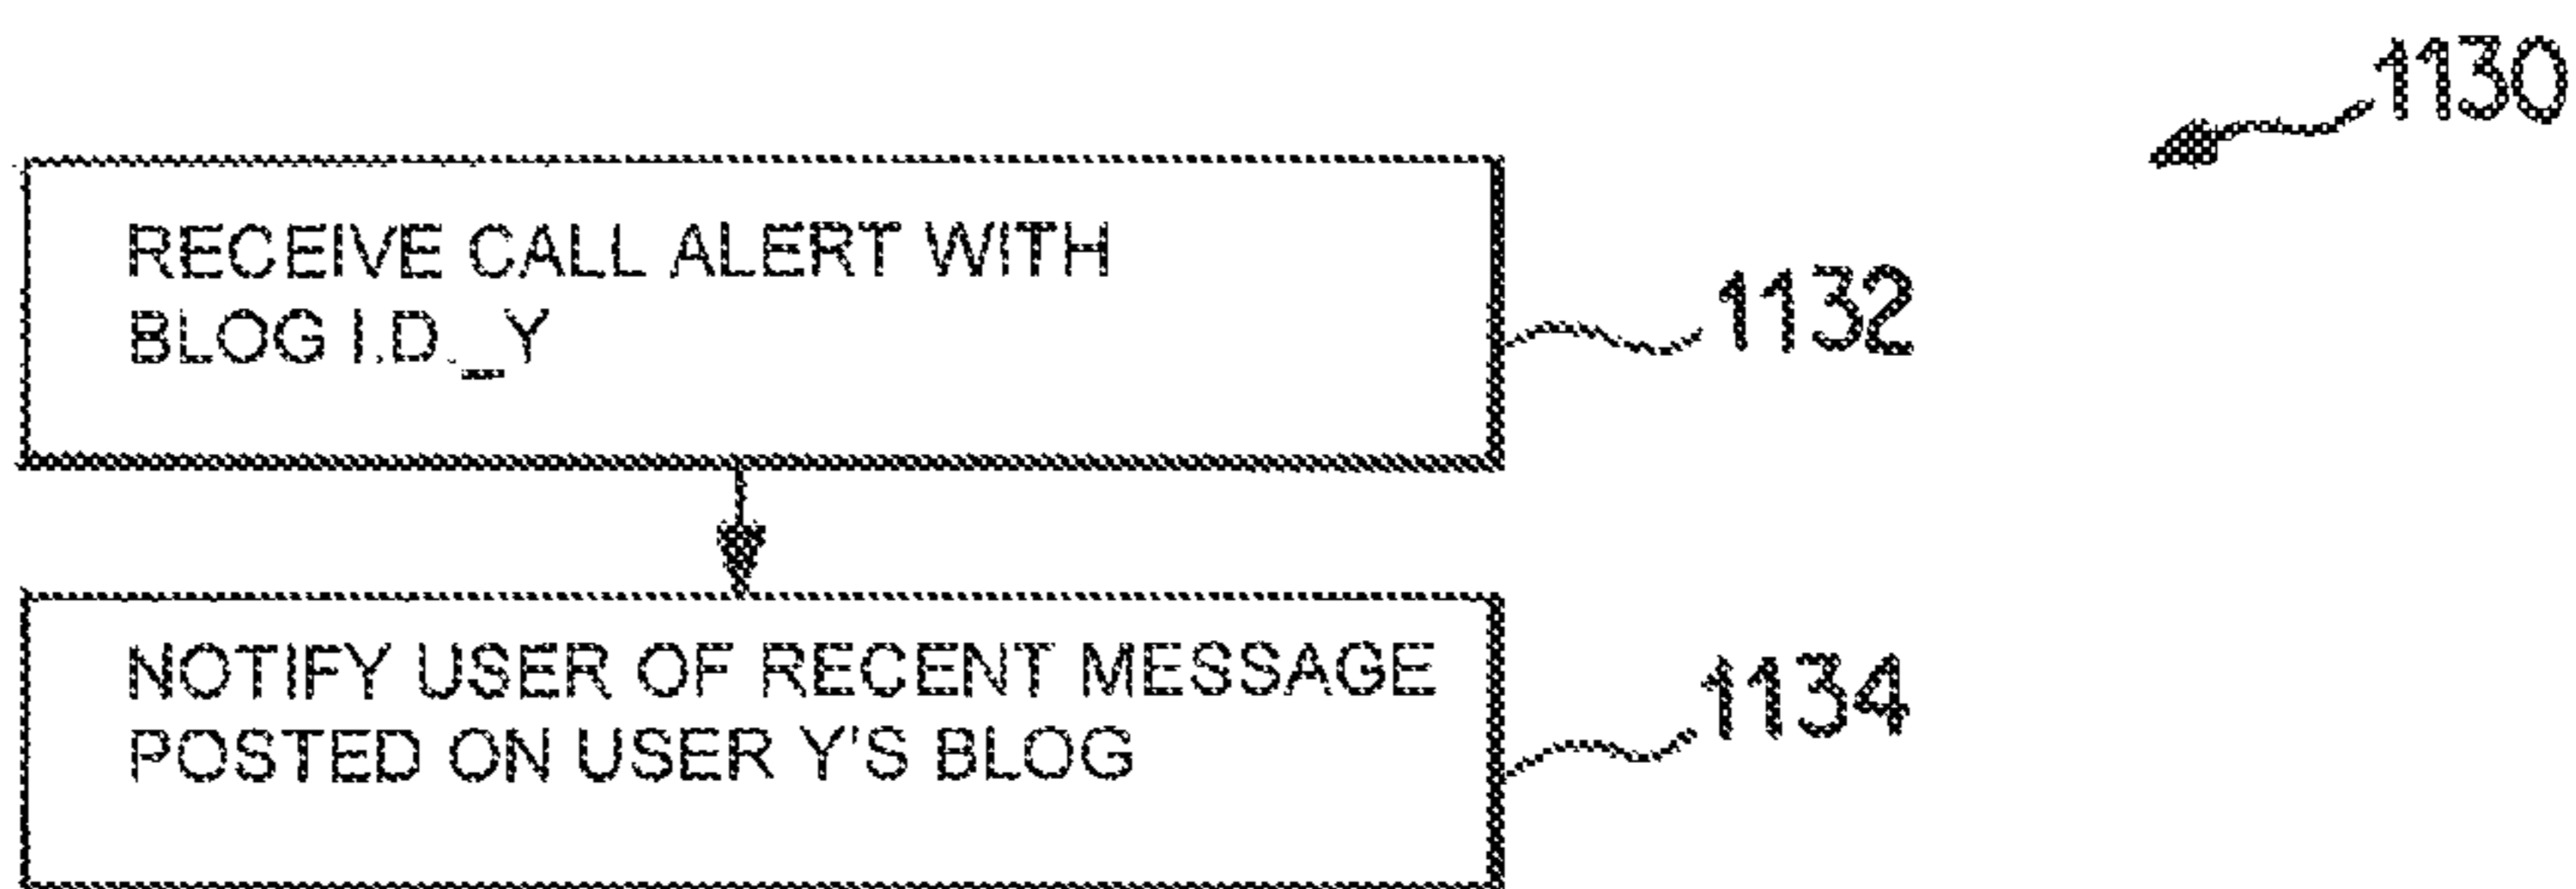 1130
RECEIVE CALL ALERT WITH
BLOG I.D._Y
1132
NOTIFY USER OF RECENT MESSAGE
POSTED ON USER Y'S BLOG
1134